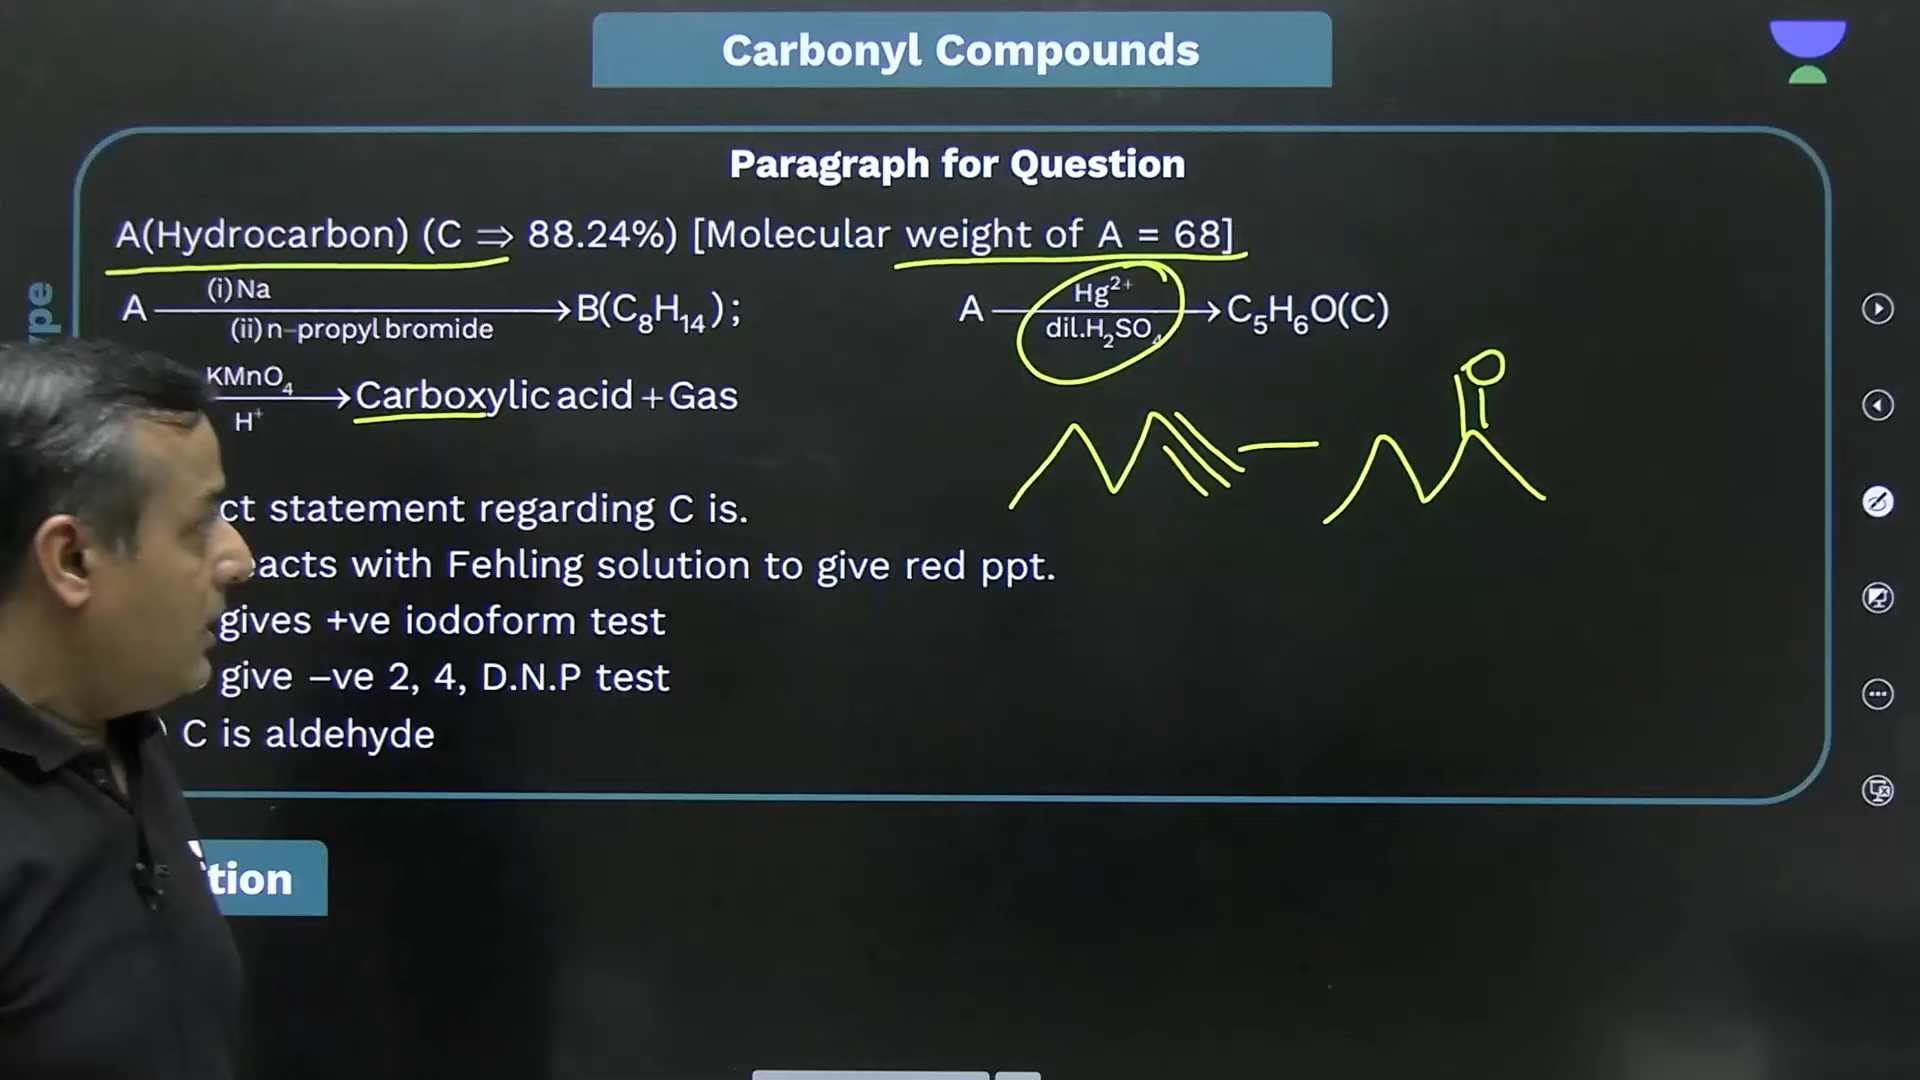 Carbonyl Compounds
Paragraph for Question
A(Hydrocarbon) (C ⇒ 88.24%) [Molecular weight of A = 68]
A (i) Na (ii) n-propyl bromide → B(C₈H₁₄); A Hg²⁺ dil.H₂SO₄ → C₅H₆O(C)
KMnO₄ H⁺ → Carboxylic acid + Gas
O
ct statement regarding C is.
eacts with Fehling solution to give red ppt.
gives +ve iodoform test
give –ve 2, 4, D.N.P test
) C is aldehyde
tion
ype